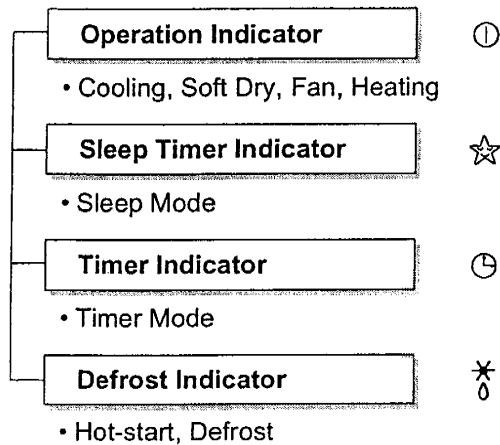 Operation Indicator
• Cooling, Soft Dry, Fan, Heating
Sleep Timer Indicator
• Sleep Mode
Timer Indicator
• Timer Mode
Defrost Indicator
• Hot-start, Defrost